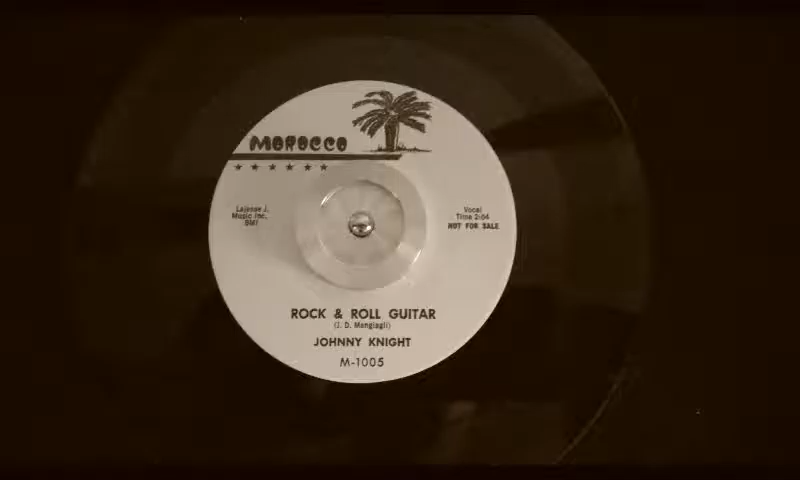 MOROCCO
Lajesse J.
Music Inc.
BMI
Vocal
Time 2:04
NOT FOR SALE
ROCK & ROLL GUITAR
(J. D. Mangiagli)
JOHNNY KNIGHT
M-1005